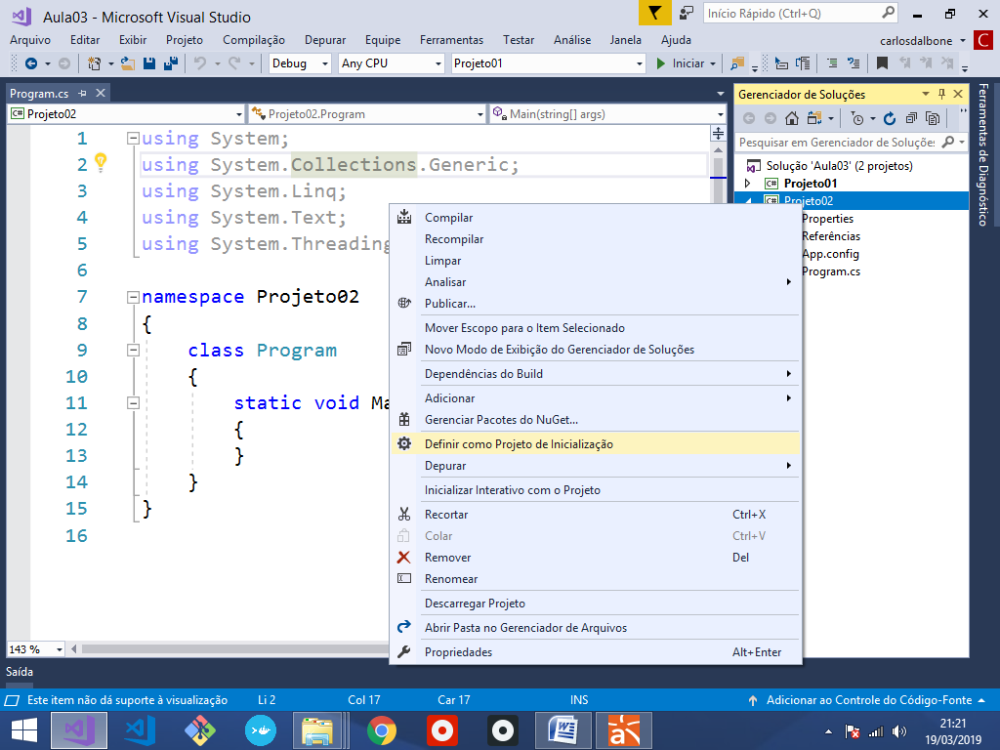 Aula03 - Microsoft Visual Studio
Início Rápido (Ctrl+Q)
Arquivo Editar Exibir Projeto Compilação Depurar Equipe Ferramentas Testar Análise Janela Ajuda carlosdalbone C
Debug Any CPU Projeto01 Iniciar
Program.cs
Projeto02 Projeto02.Program Main(string[] args)
1 using System;
2 using System.Collections.Generic;
3 using System.Linq;
4 using System.Text;
5 using System.Threading
6
7 namespace Projeto02
8 {
9 class Program
10 {
11 static void Ma
12 {
13 }
14 }
15 }
16
143 %
Gerenciador de Soluções
Pesquisar em Gerenciador de Soluções
Solução 'Aula03' (2 projetos)
C# Projeto01
C# Projeto02
Properties
Referências
App.config
Program.cs
Ferramentas de Diagnóstico
Compilar
Recompilar
Limpar
Analisar
Publicar...
Mover Escopo para o Item Selecionado
Novo Modo de Exibição do Gerenciador de Soluções
Dependências do Build
Adicionar
Gerenciar Pacotes do NuGet...
Definir como Projeto de Inicialização
Depurar
Inicializar Interativo com o Projeto
Recortar Ctrl+X
Colar Ctrl+V
Remover Del
Renomear
Descarregar Projeto
Abrir Pasta no Gerenciador de Arquivos
Propriedades Alt+Enter
Saída
Este item não dá suporte à visualização Li 2 Col 17 Car 17 INS Adicionar ao Controle do Código-Fonte
21:21
19/03/2019